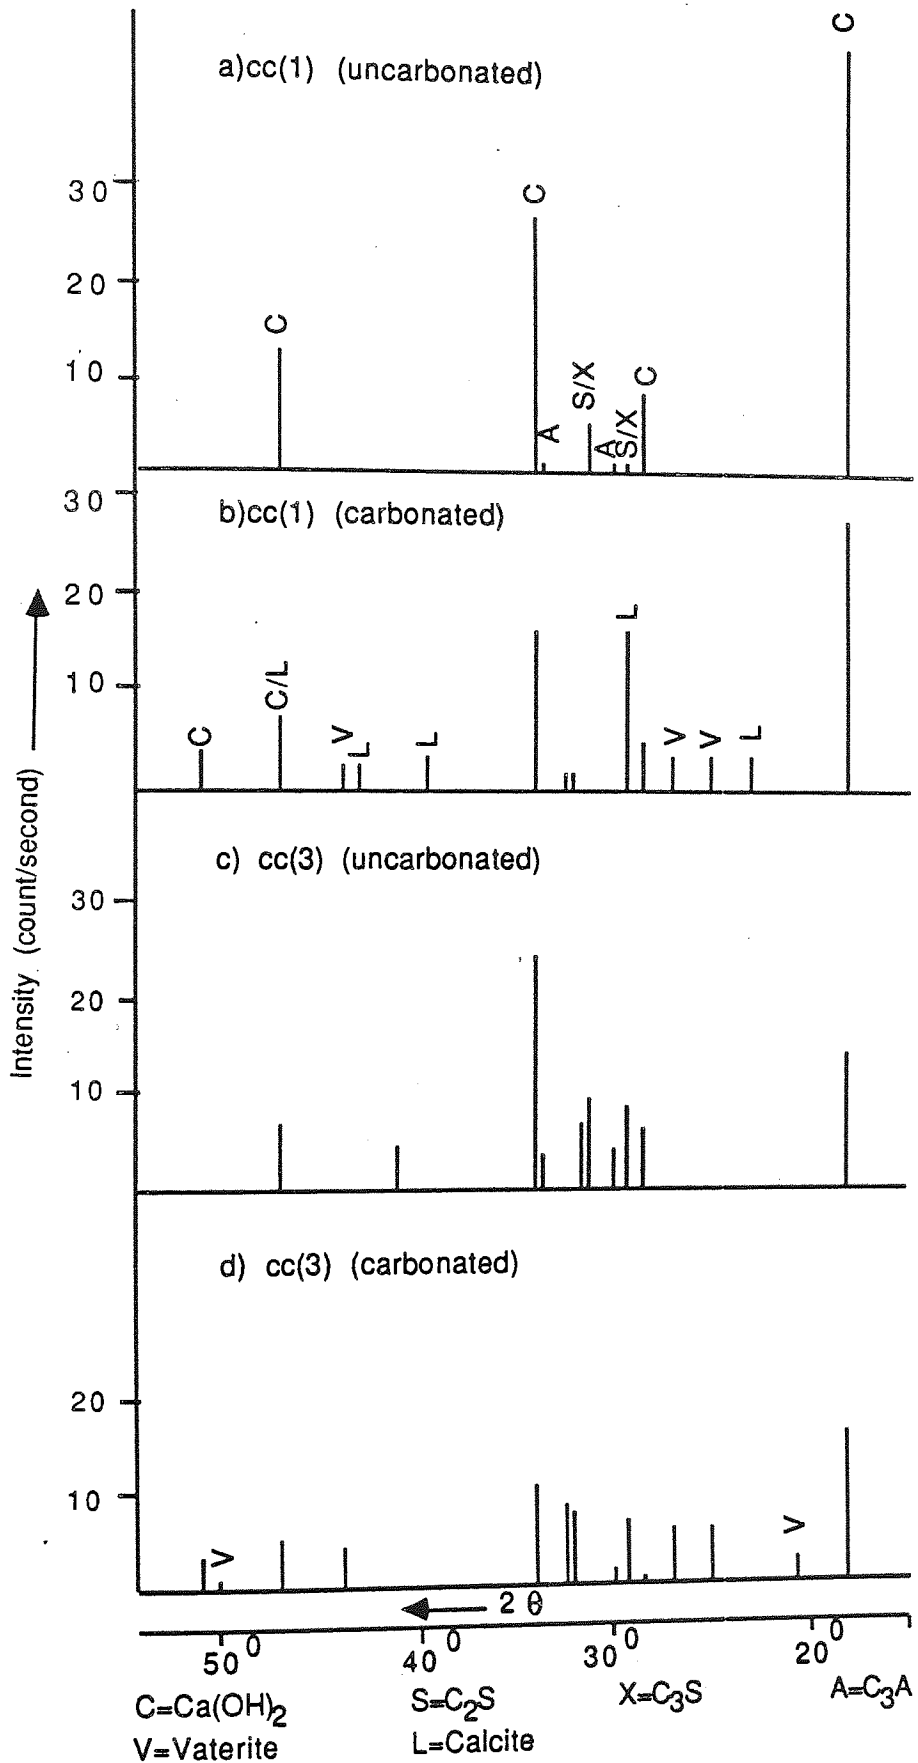 a)cc(1) (uncarbonated)
C
C
C
A
S/X
A
S/X
C
30
20
10
b)cc(1) (carbonated)
C
C/L
V
L
L
L
V
V
L
30
20
10
c) cc(3) (uncarbonated)
30
20
10
d) cc(3) (carbonated)
V
V
20
10
Intensity (count/second)
2 θ
50⁰
40⁰
30⁰
20⁰
C=Ca(OH)₂ S=C₂S X=C₃S A=C₃A
V=Vaterite L=Calcite